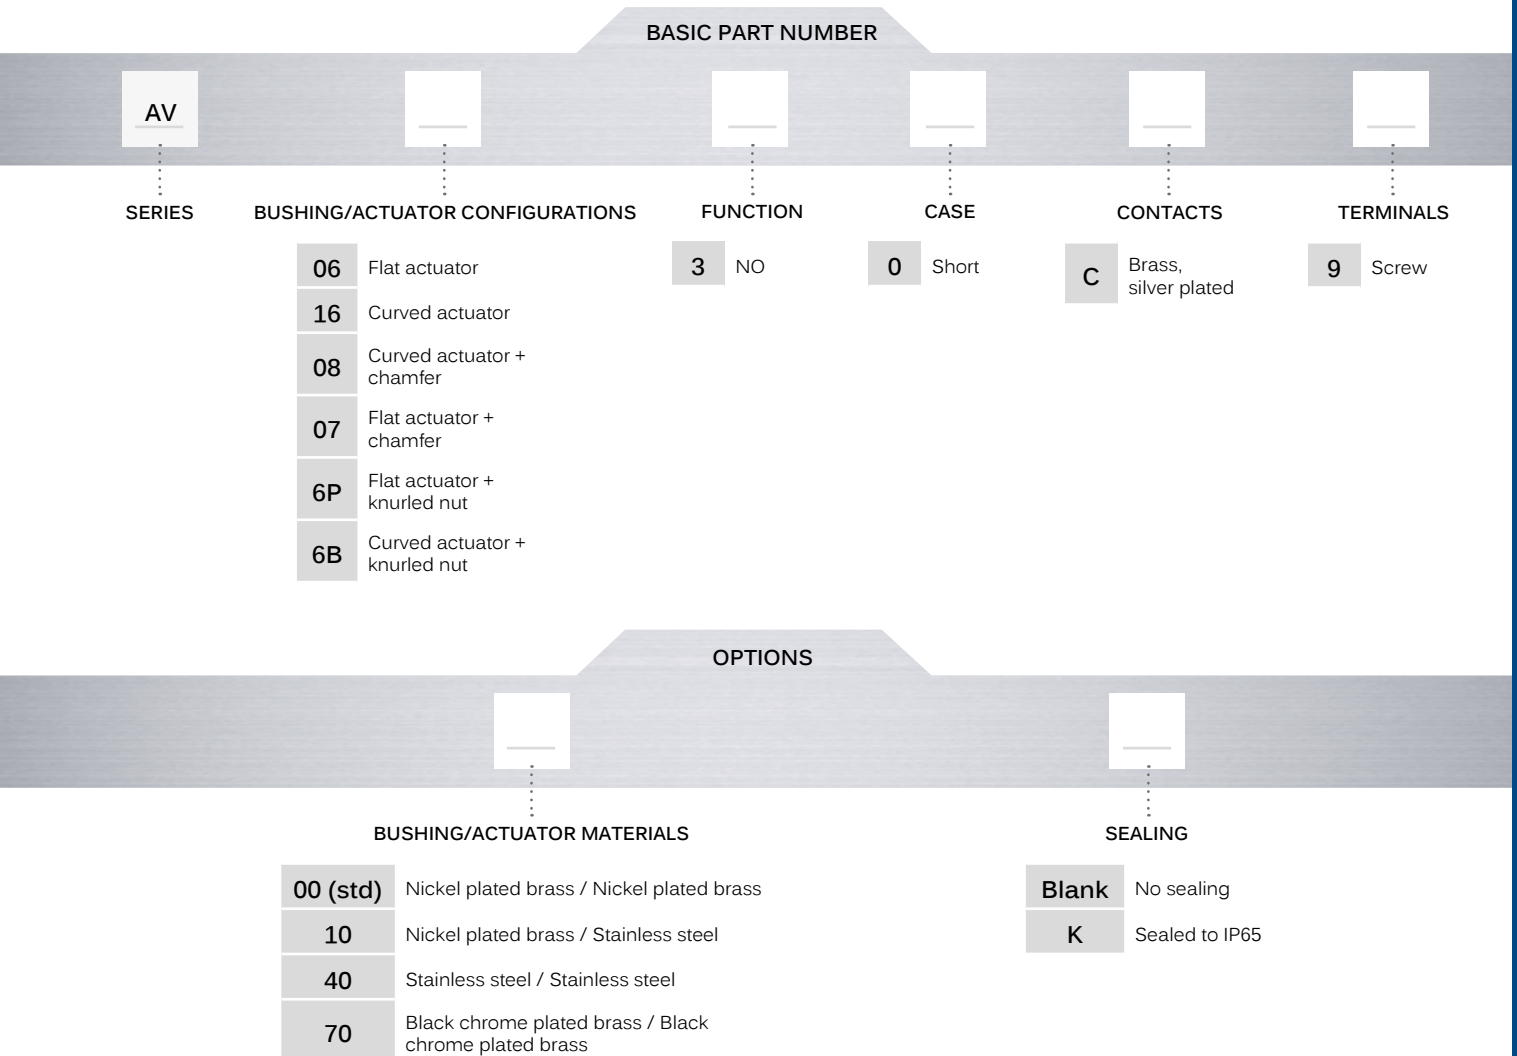 BASIC PART NUMBER
AV
SERIES
BUSHING/ACTUATOR CONFIGURATIONS
06 Flat actuator
16 Curved actuator
08 Curved actuator +
chamfer
07 Flat actuator +
chamfer
6P Flat actuator +
knurled nut
6B Curved actuator +
knurled nut
FUNCTION
3 NO
CASE
0 Short
CONTACTS
C Brass,
silver plated
TERMINALS
9 Screw
OPTIONS
BUSHING/ACTUATOR MATERIALS
00 (std) Nickel plated brass / Nickel plated brass
10 Nickel plated brass / Stainless steel
40 Stainless steel / Stainless steel
70 Black chrome plated brass / Black
chrome plated brass
SEALING
Blank No sealing
K Sealed to IP65